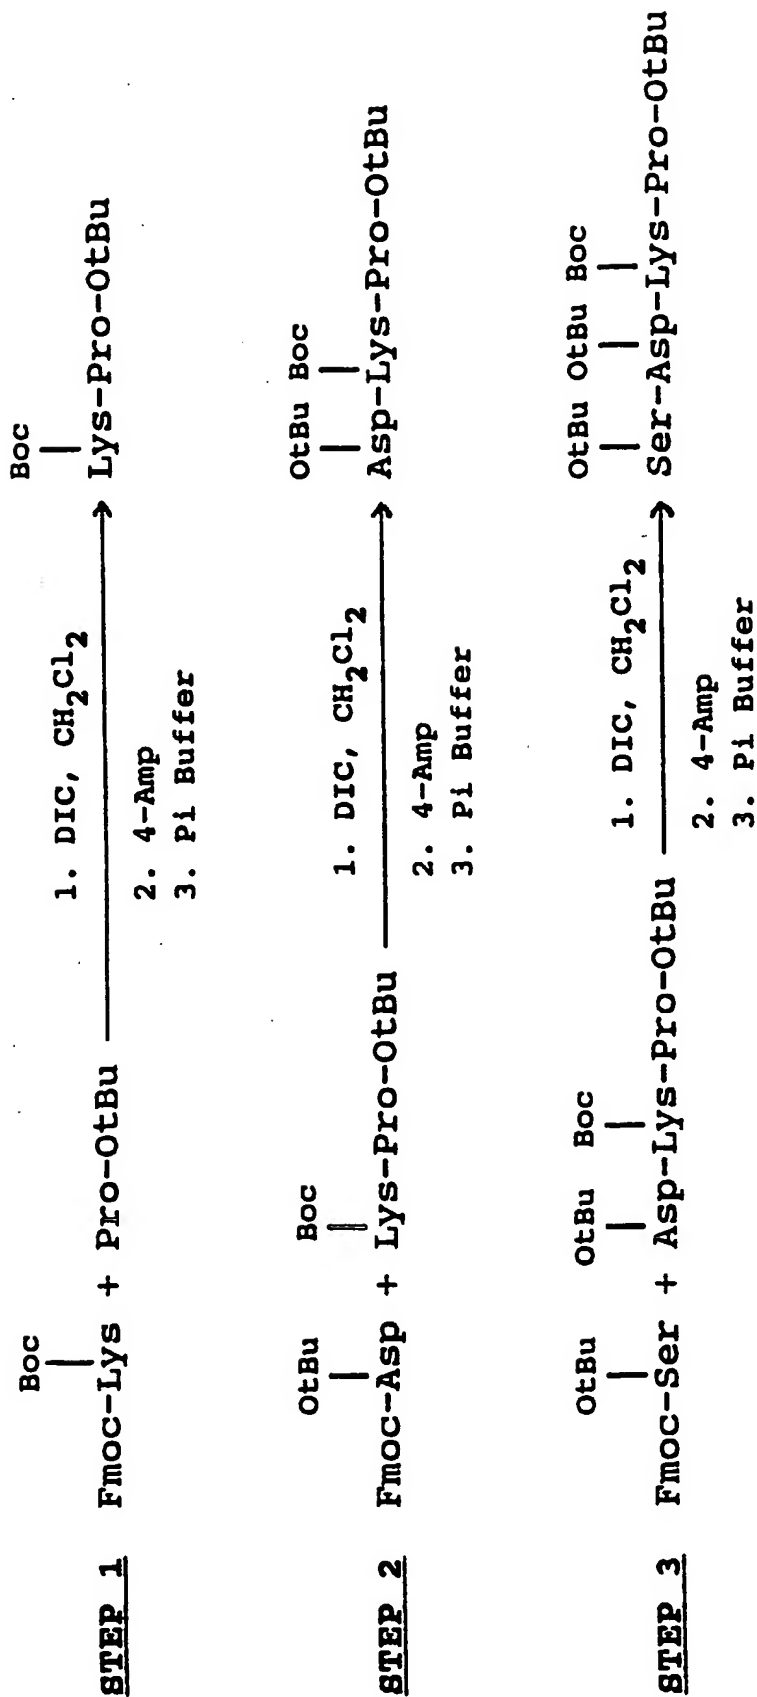 Boc Boc
STEP 1 Fmoc-Lys + Pro-OtBu 1. DIC, CH2Cl2 Lys-Pro-OtBu
2. 4-Amp
3. Pi Buffer
OtBu Boc OtBu Boc
STEP 2 Fmoc-Asp + Lys-Pro-OtBu 1. DIC, CH2Cl2 Asp-Lys-Pro-OtBu
2. 4-Amp
3. Pi Buffer
OtBu OtBu Boc OtBu OtBu Boc
STEP 3 Fmoc-Ser + Asp-Lys-Pro-OtBu 1. DIC, CH2Cl2 Ser-Asp-Lys-Pro-OtBu
2. 4-Amp
3. Pi Buffer